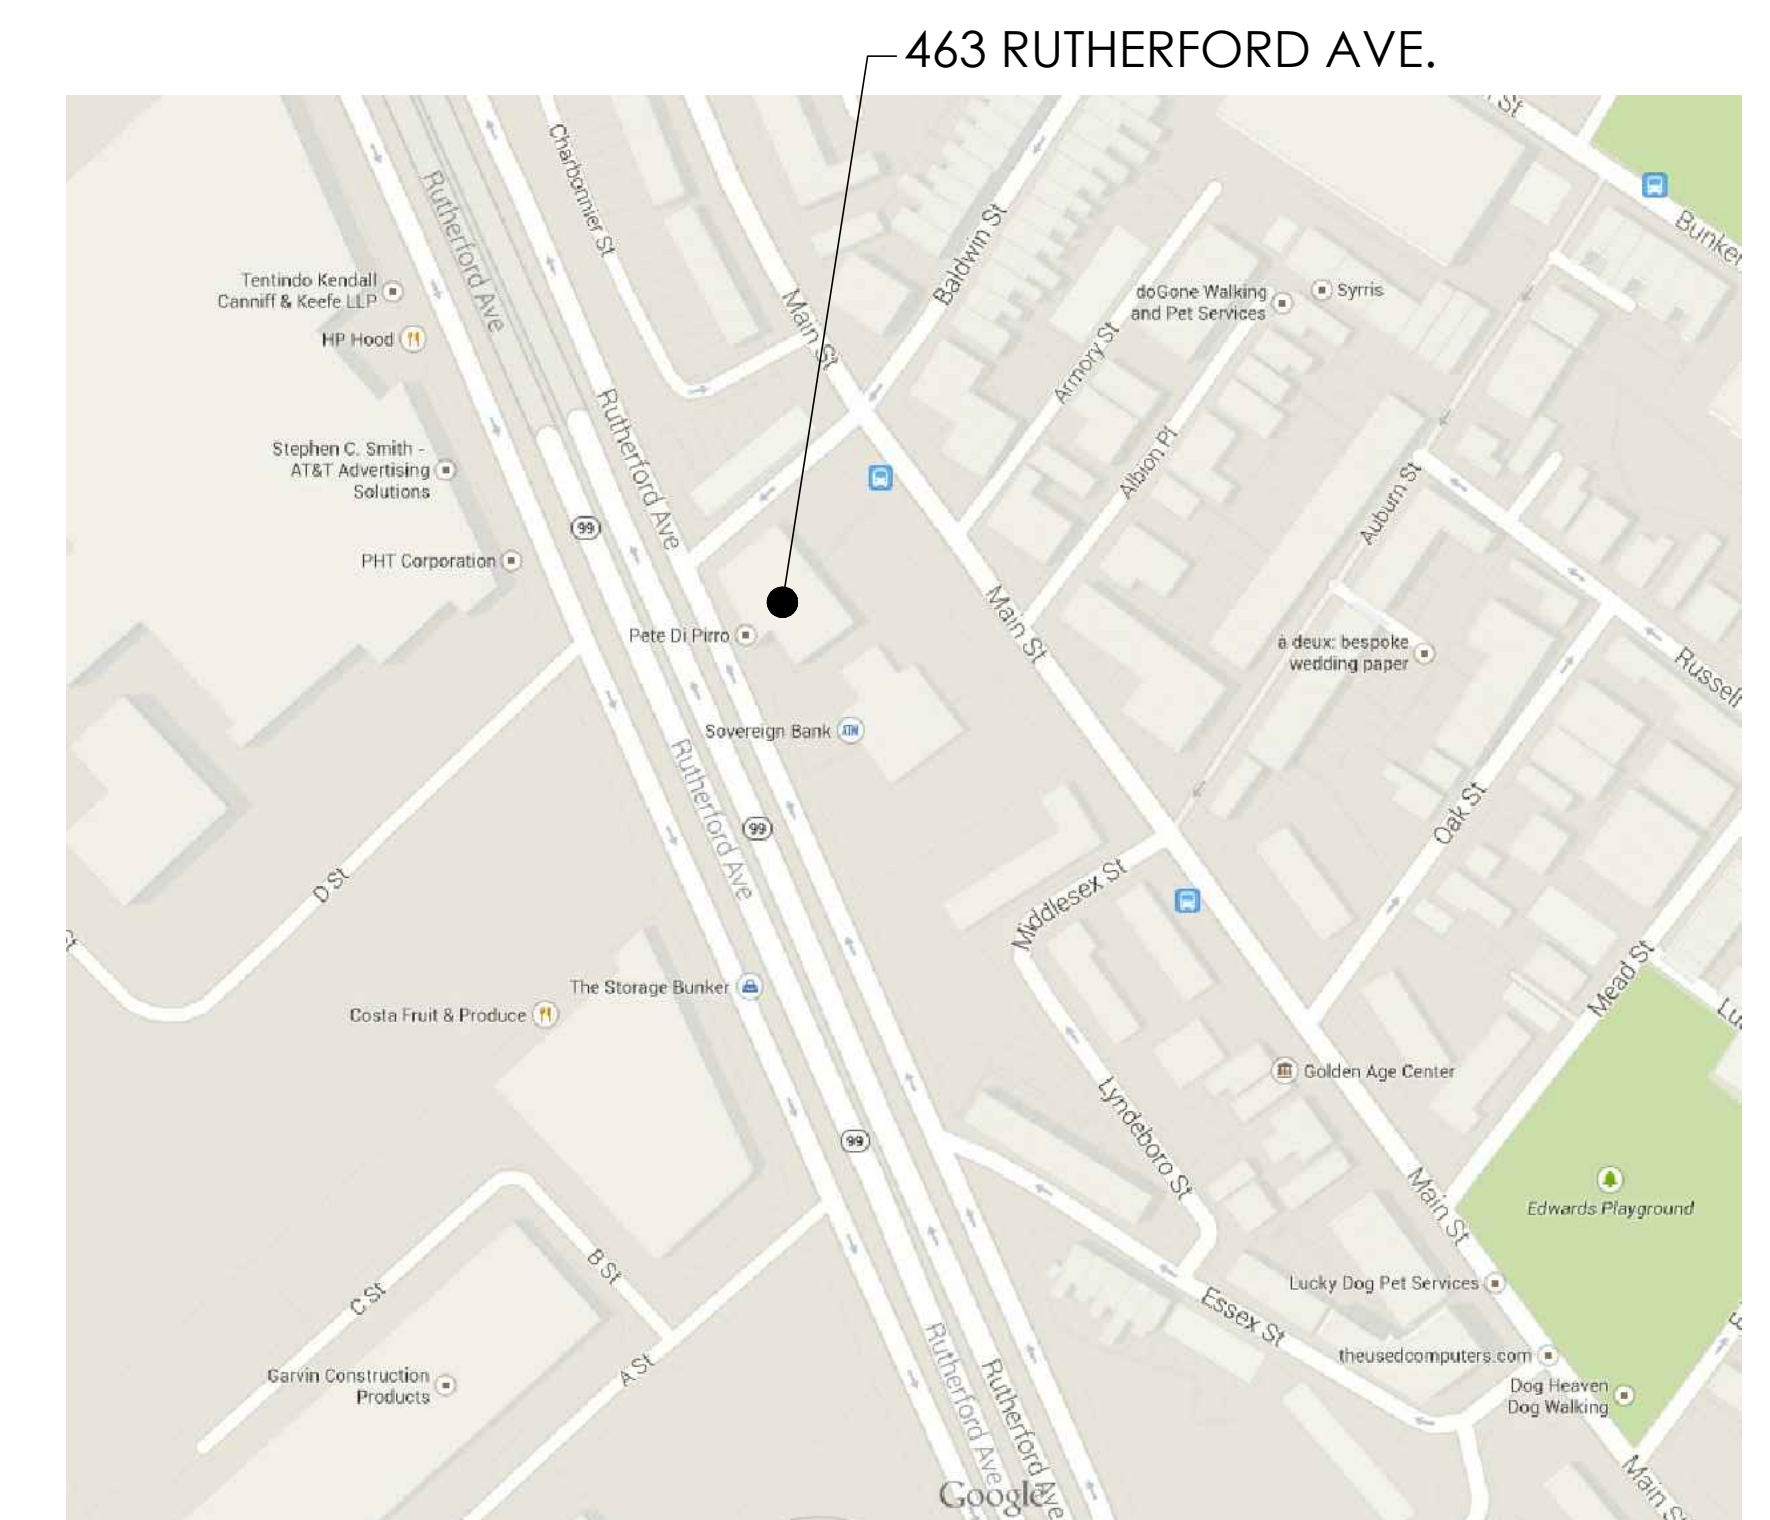 463 RUTHERFORD AVE.
Charbonnier St
Rutherford Ave
Bunker
Baldwin St
Main St
Tentindo Kendall
Canniff & Keefe LLP
HP Hood
doGone Walking
and Pet Services
Syrris
Armory St
Rutherford Ave
Albion Pl
Stephen C. Smith -
AT&T Advertising
Solutions
99
Auburn St
PHT Corporation
Main St
Pete Di Pirro
à deux: bespoke
wedding paper
Russell
Sovereign Bank
ATM
Rutherford Ave
99
Oak St
D St
Middlesex St
Mead St
The Storage Bunker
Costa Fruit & Produce
Golden Age Center
Lyndeboro St
99
Main St
Edwards Playground
B St
C St
Lucky Dog Pet Services
Essex St
theusedcomputers.com
A St
Garvin Construction
Products
Dog Heaven
Dog Walking
Rutherford Ave
Rutherford Ave
Main St
Google